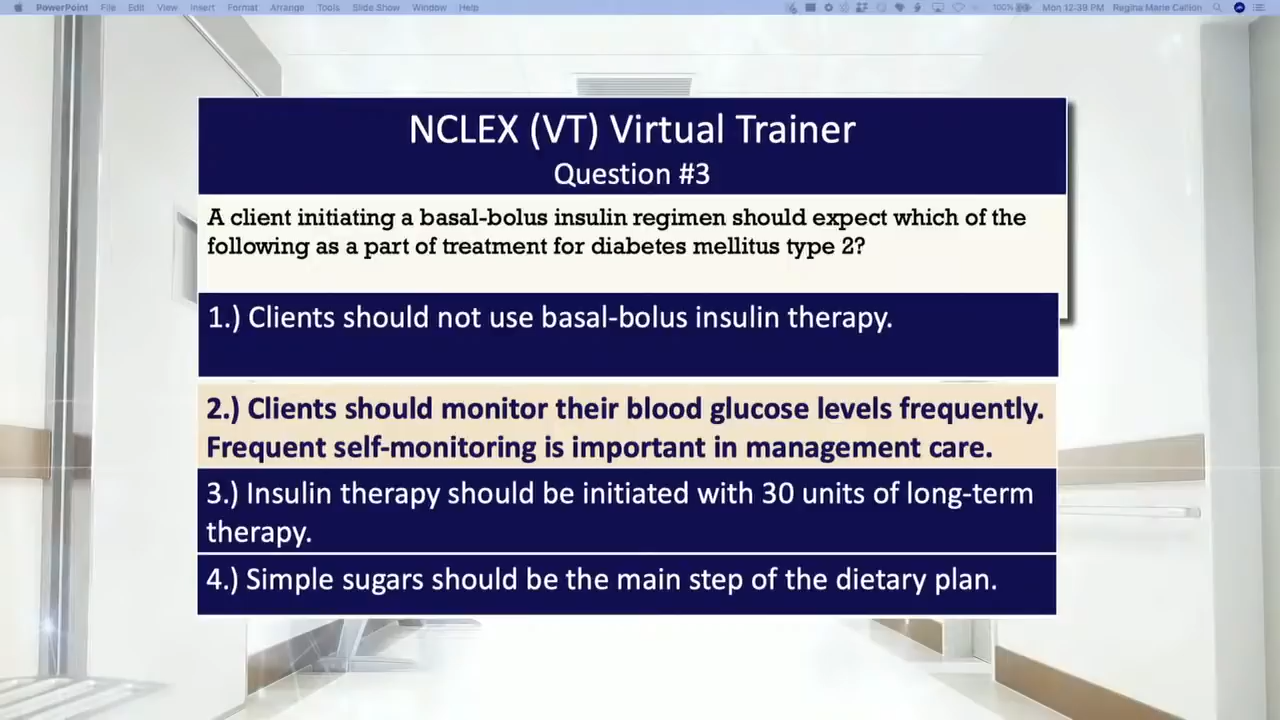 PowerPoint File Edit View Insert Format Arrange Tools Slide Show Window Help 100% Mon 12:39 PM Regina Marie Callion
NCLEX (VT) Virtual Trainer
Question #3
A client initiating a basal-bolus insulin regimen should expect which of the
following as a part of treatment for diabetes mellitus type 2?
1.) Clients should not use basal-bolus insulin therapy.
2.) Clients should monitor their blood glucose levels frequently.
Frequent self-monitoring is important in management care.
3.) Insulin therapy should be initiated with 30 units of long-term
therapy.
4.) Simple sugars should be the main step of the dietary plan.